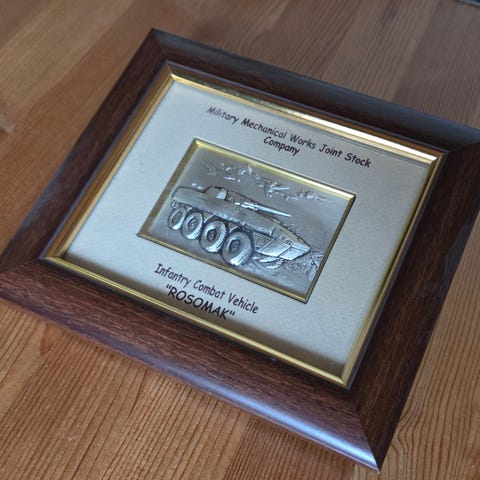 Military Mechanical Works Joint Stock
Company
Infantry Combat Vehicle
"ROSOMAK"